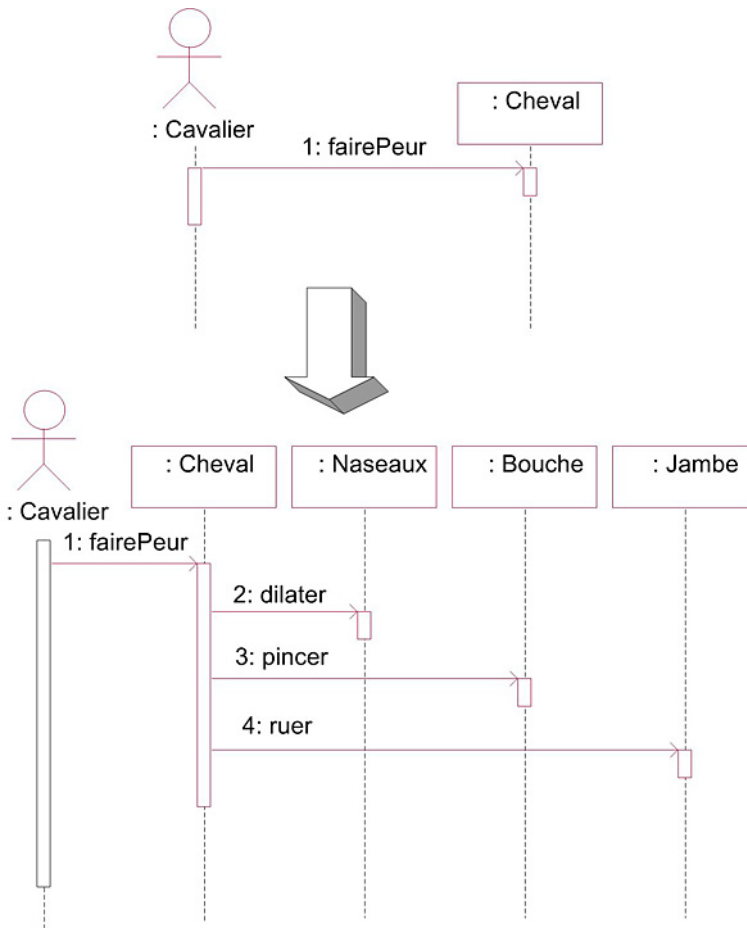 : Cavalier
: Cheval
1: fairePeur
: Cavalier
: Cheval
: Naseaux
: Bouche
: Jambe
1: fairePeur
2: dilater
3: pincer
4: ruer